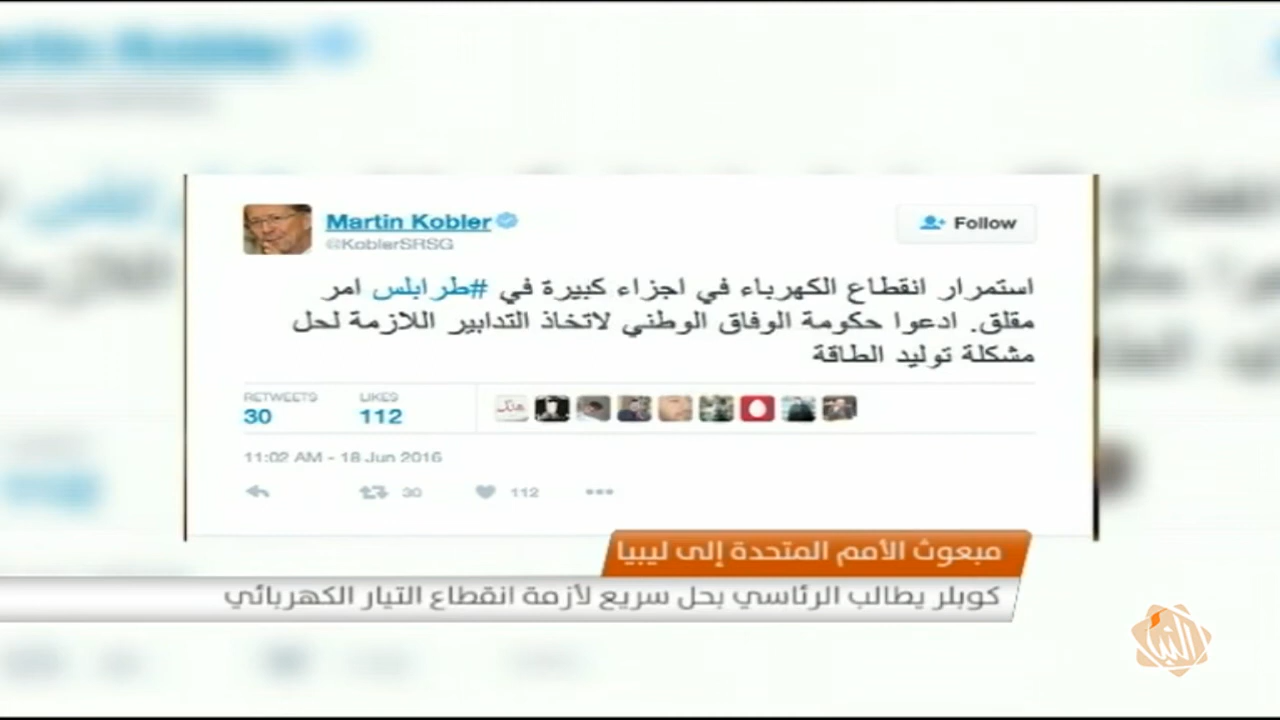 Martin Kobler
@KoblerSRSG
Follow
استمرار انقطاع الكهرباء في اجزاء كبيرة في #طرابلس امر
مقلق. ادعوا حكومة الوفاق الوطني لاتخاذ التدابير اللازمة لحل
مشكلة توليد الطاقة
RETWEETS
LIKES
30
112
11:02 AM - 18 Jun 2016
30
112
مبعوث الأمم المتحدة إلى ليبيا
كوبلر يطالب الرئاسي بحل سريع لأزمة انقطاع التيار الكهربائي
النبأ